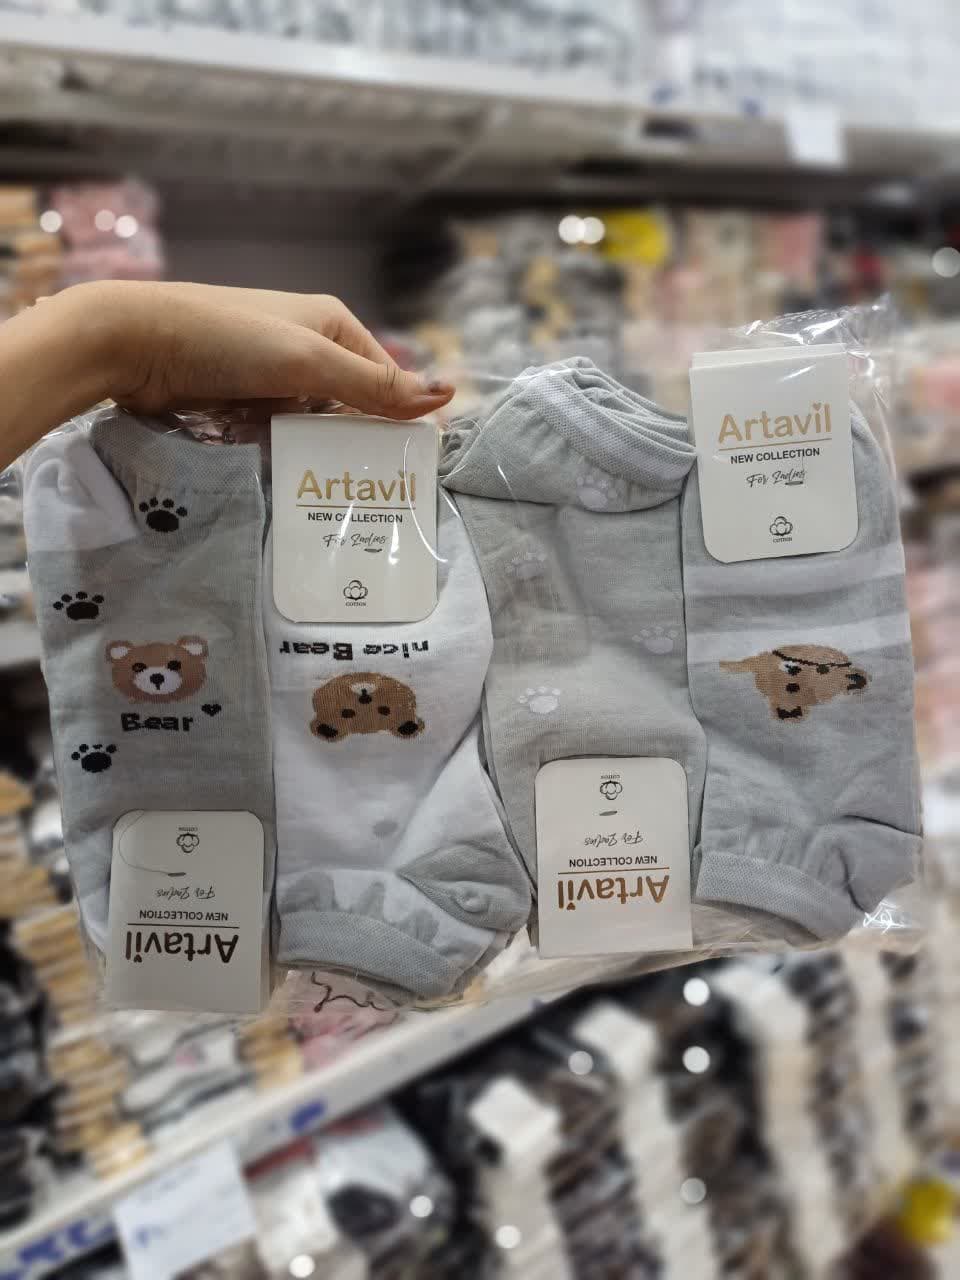 Artavil
NEW COLLECTION
For Ladies
COTTON
Artavil
NEW COLLECTION
For Ladies
COTTON
nice Bear
Bear
COTTON
For Ladies
NEW COLLECTION
Artavil
COTTON
For Ladies
NEW COLLECTION
Artavil